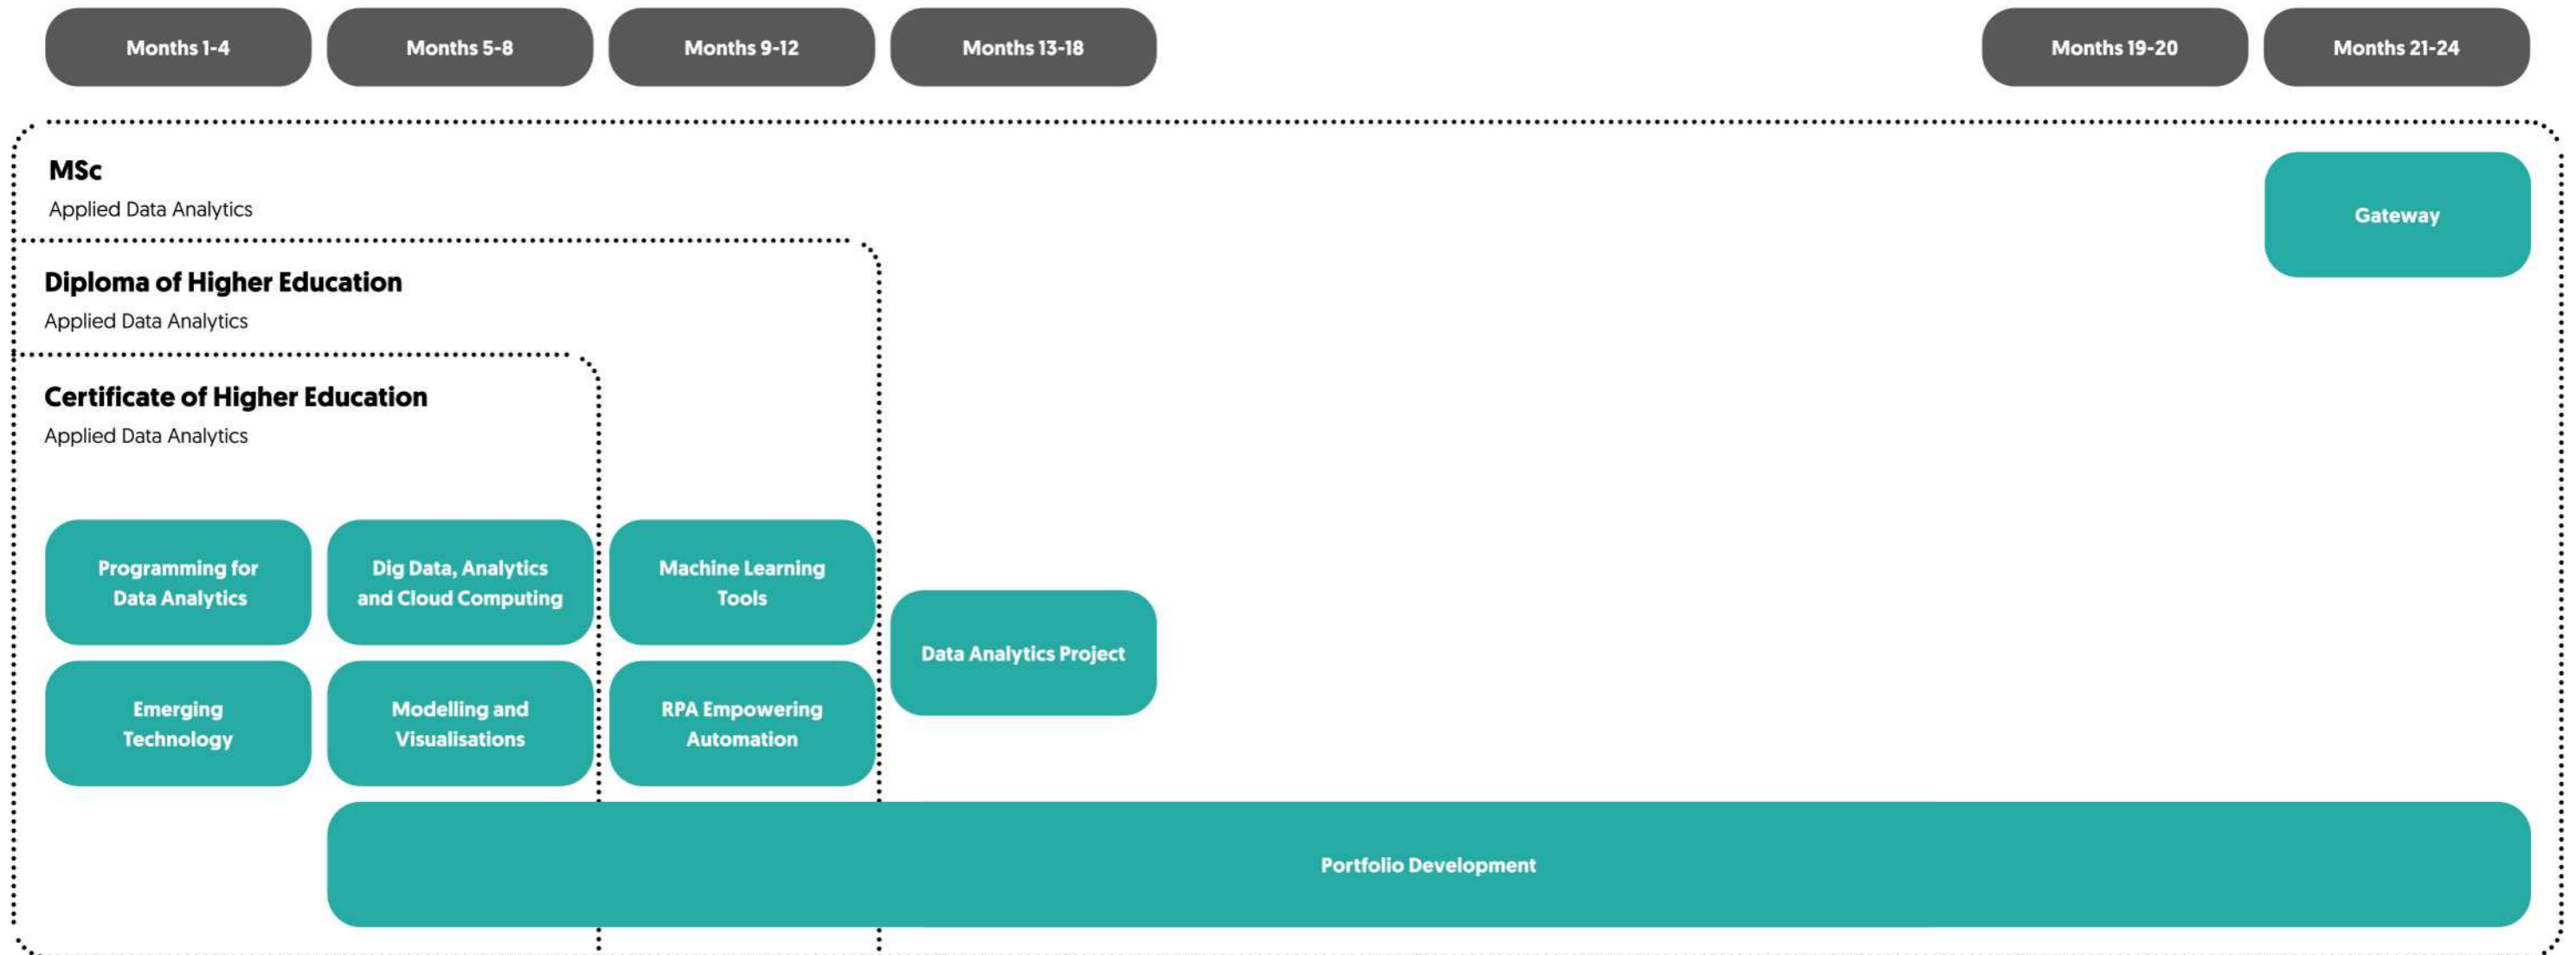 Months 1-4
Months 5-8
Months 9-12
Months 13-18
Months 19-20
Months 21-24
MSc
Applied Data Analytics
Gateway
Diploma of Higher Education
Applied Data Analytics
Certificate of Higher Education
Applied Data Analytics
Programming for
Data Analytics
Dig Data, Analytics
and Cloud Computing
Machine Learning
Tools
Data Analytics Project
Emerging
Technology
Modelling and
Visualisations
RPA Empowering
Automation
Portfolio Development